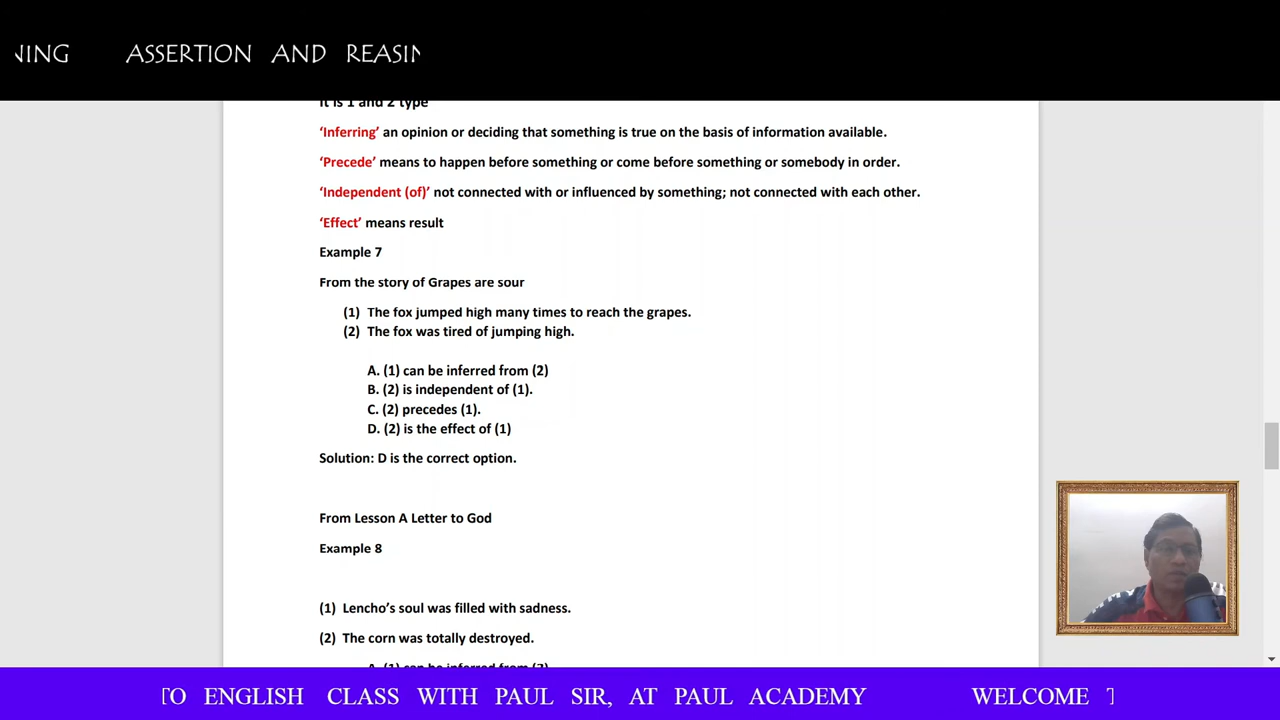 ASSERTION AND
It is 1 and 2 type
‘Inferring’ an opinion or deciding that something is true on the basis of information available.
‘Precede’ means to happen before something or come before something or somebody in order.
‘Independent (of)’ not connected with or influenced by something; not connected with each other.
‘Effect’ means result
Example 7
From the story of Grapes are sour
(1) The fox jumped high many times to reach the grapes.
(2) The fox was tired of jumping high.
A. (1) can be inferred from (2)
B. (2) is independent of (1).
C. (2) precedes (1).
D. (2) is the effect of (1)
Solution: D is the correct option.
From Lesson A Letter to God
Example 8
(1) Lencho’s soul was filled with sadness.
(2) The corn was totally destroyed.
A. (1) can be inferred from (2)
TO ENGLISH CLASS WITH PAUL SIR, AT PAUL ACADEMY WELCOME